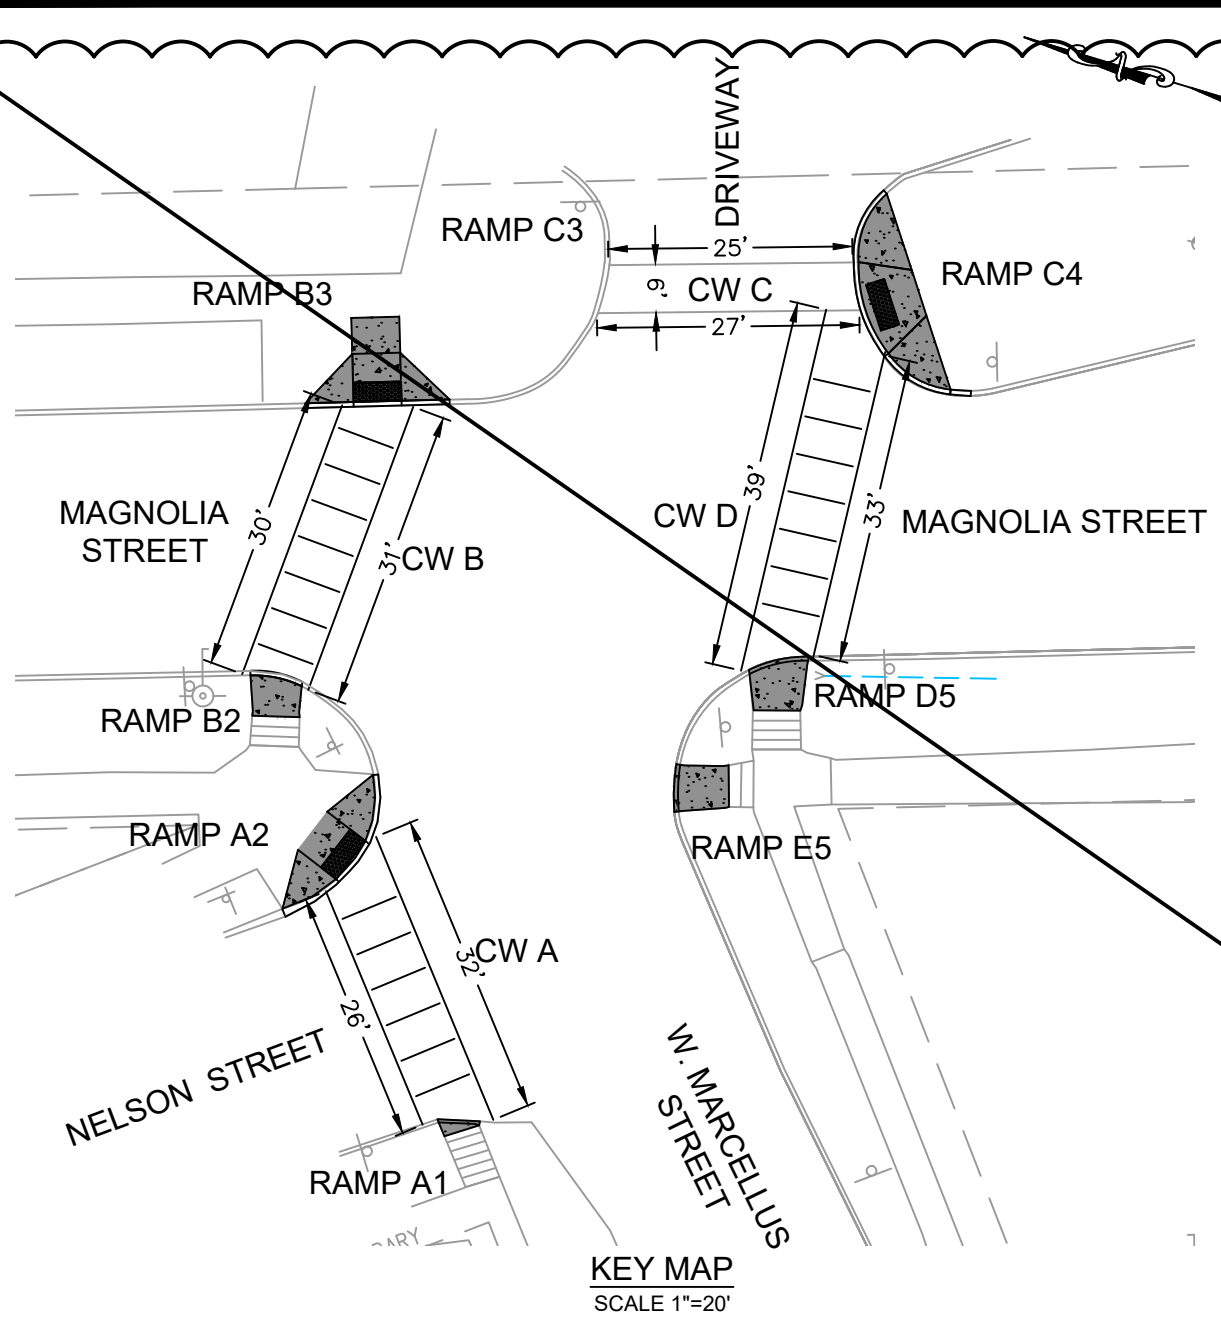 DRIVEWAY
RAMP C3
25'
RAMP C4
RAMP B3
6'
CW C
27'
MAGNOLIA
STREET
30'
31'
CW B
CW D
39'
33'
MAGNOLIA STREET
RAMP B2
RAMP D5
RAMP A2
RAMP E5
CW A
32'
26'
NELSON STREET
W. MARCELLUS
STREET
RAMP A1
KEY MAP
SCALE 1"=20'